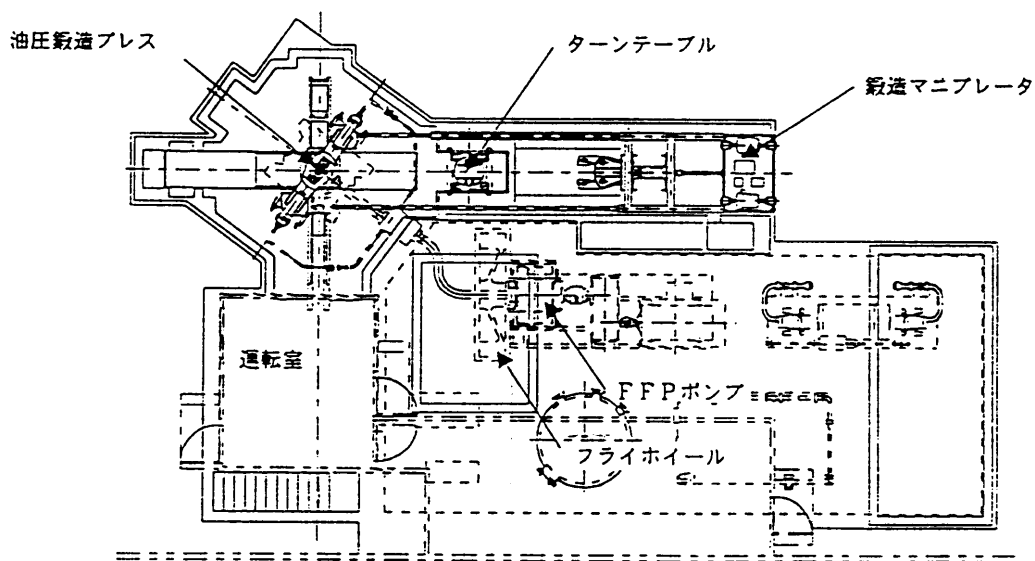 油圧鍛造プレス
ターンテーブル
鍛造マニプレータ
運転室
FFPポンプ
フライホイール